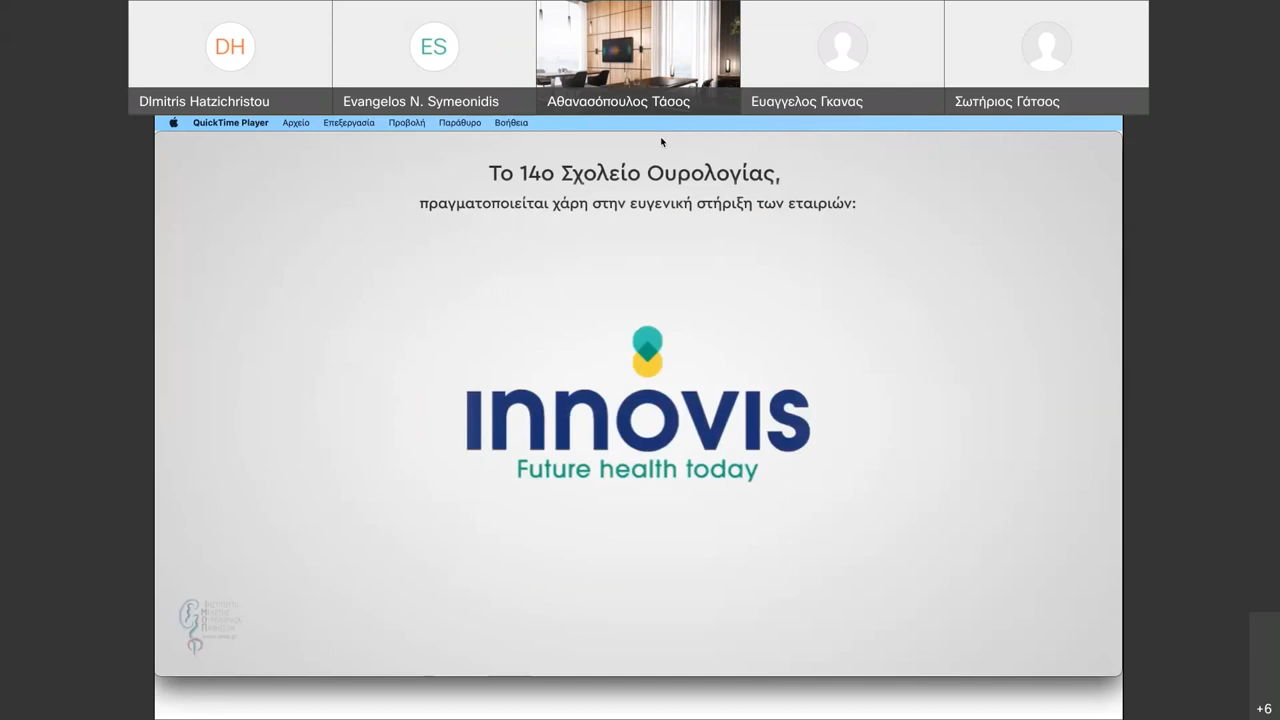 DH
ES
DImitris Hatzichristou
Evangelos N. Symeonidis
Αθανασόπουλος Τάσος
Ευαγγελος Γκανας
Σωτήριος Γάτσος
QuickTime Player Αρχείο Επεξεργασία Προβολή Παράθυρο Βοήθεια
Το 14ο Σχολείο Ουρολογίας,
πραγματοποιείται χάρη στην ευγενική στήριξη των εταιριών:
innovis
Future health today
+6